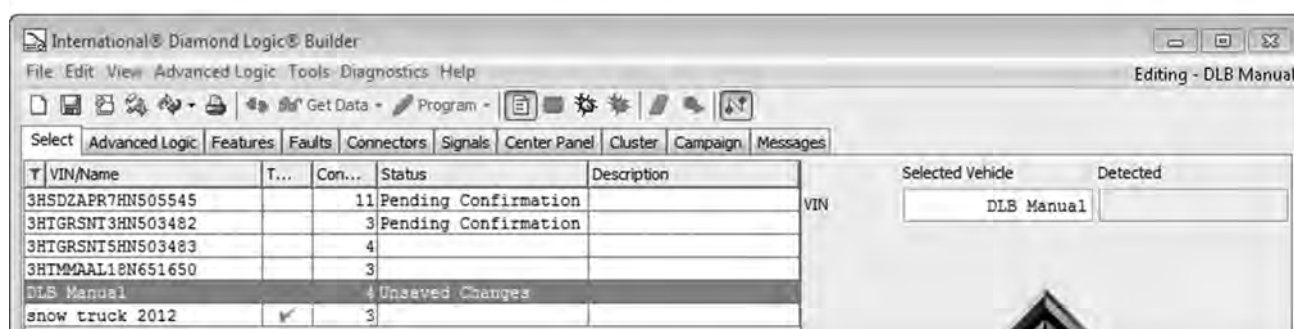 International® Diamond Logic® Builder
File Edit View Advanced Logic Tools Diagnostics Help Editing - DLB Manual
Get Data Program
Select Advanced Logic Features Faults Connectors Signals Center Panel Cluster Campaign Messages
VIN/Name T... Con... Status Description Selected Vehicle Detected
3HSDZAPR7HN505545 11 Pending Confirmation VIN DLB Manual
3HTGRSNT3HN503482 3 Pending Confirmation
3HTGRSNT5HN503483 4
3HTMMAAL18N651650 3
DLB Manual 4 Unsaved Changes
snow truck 2012 3